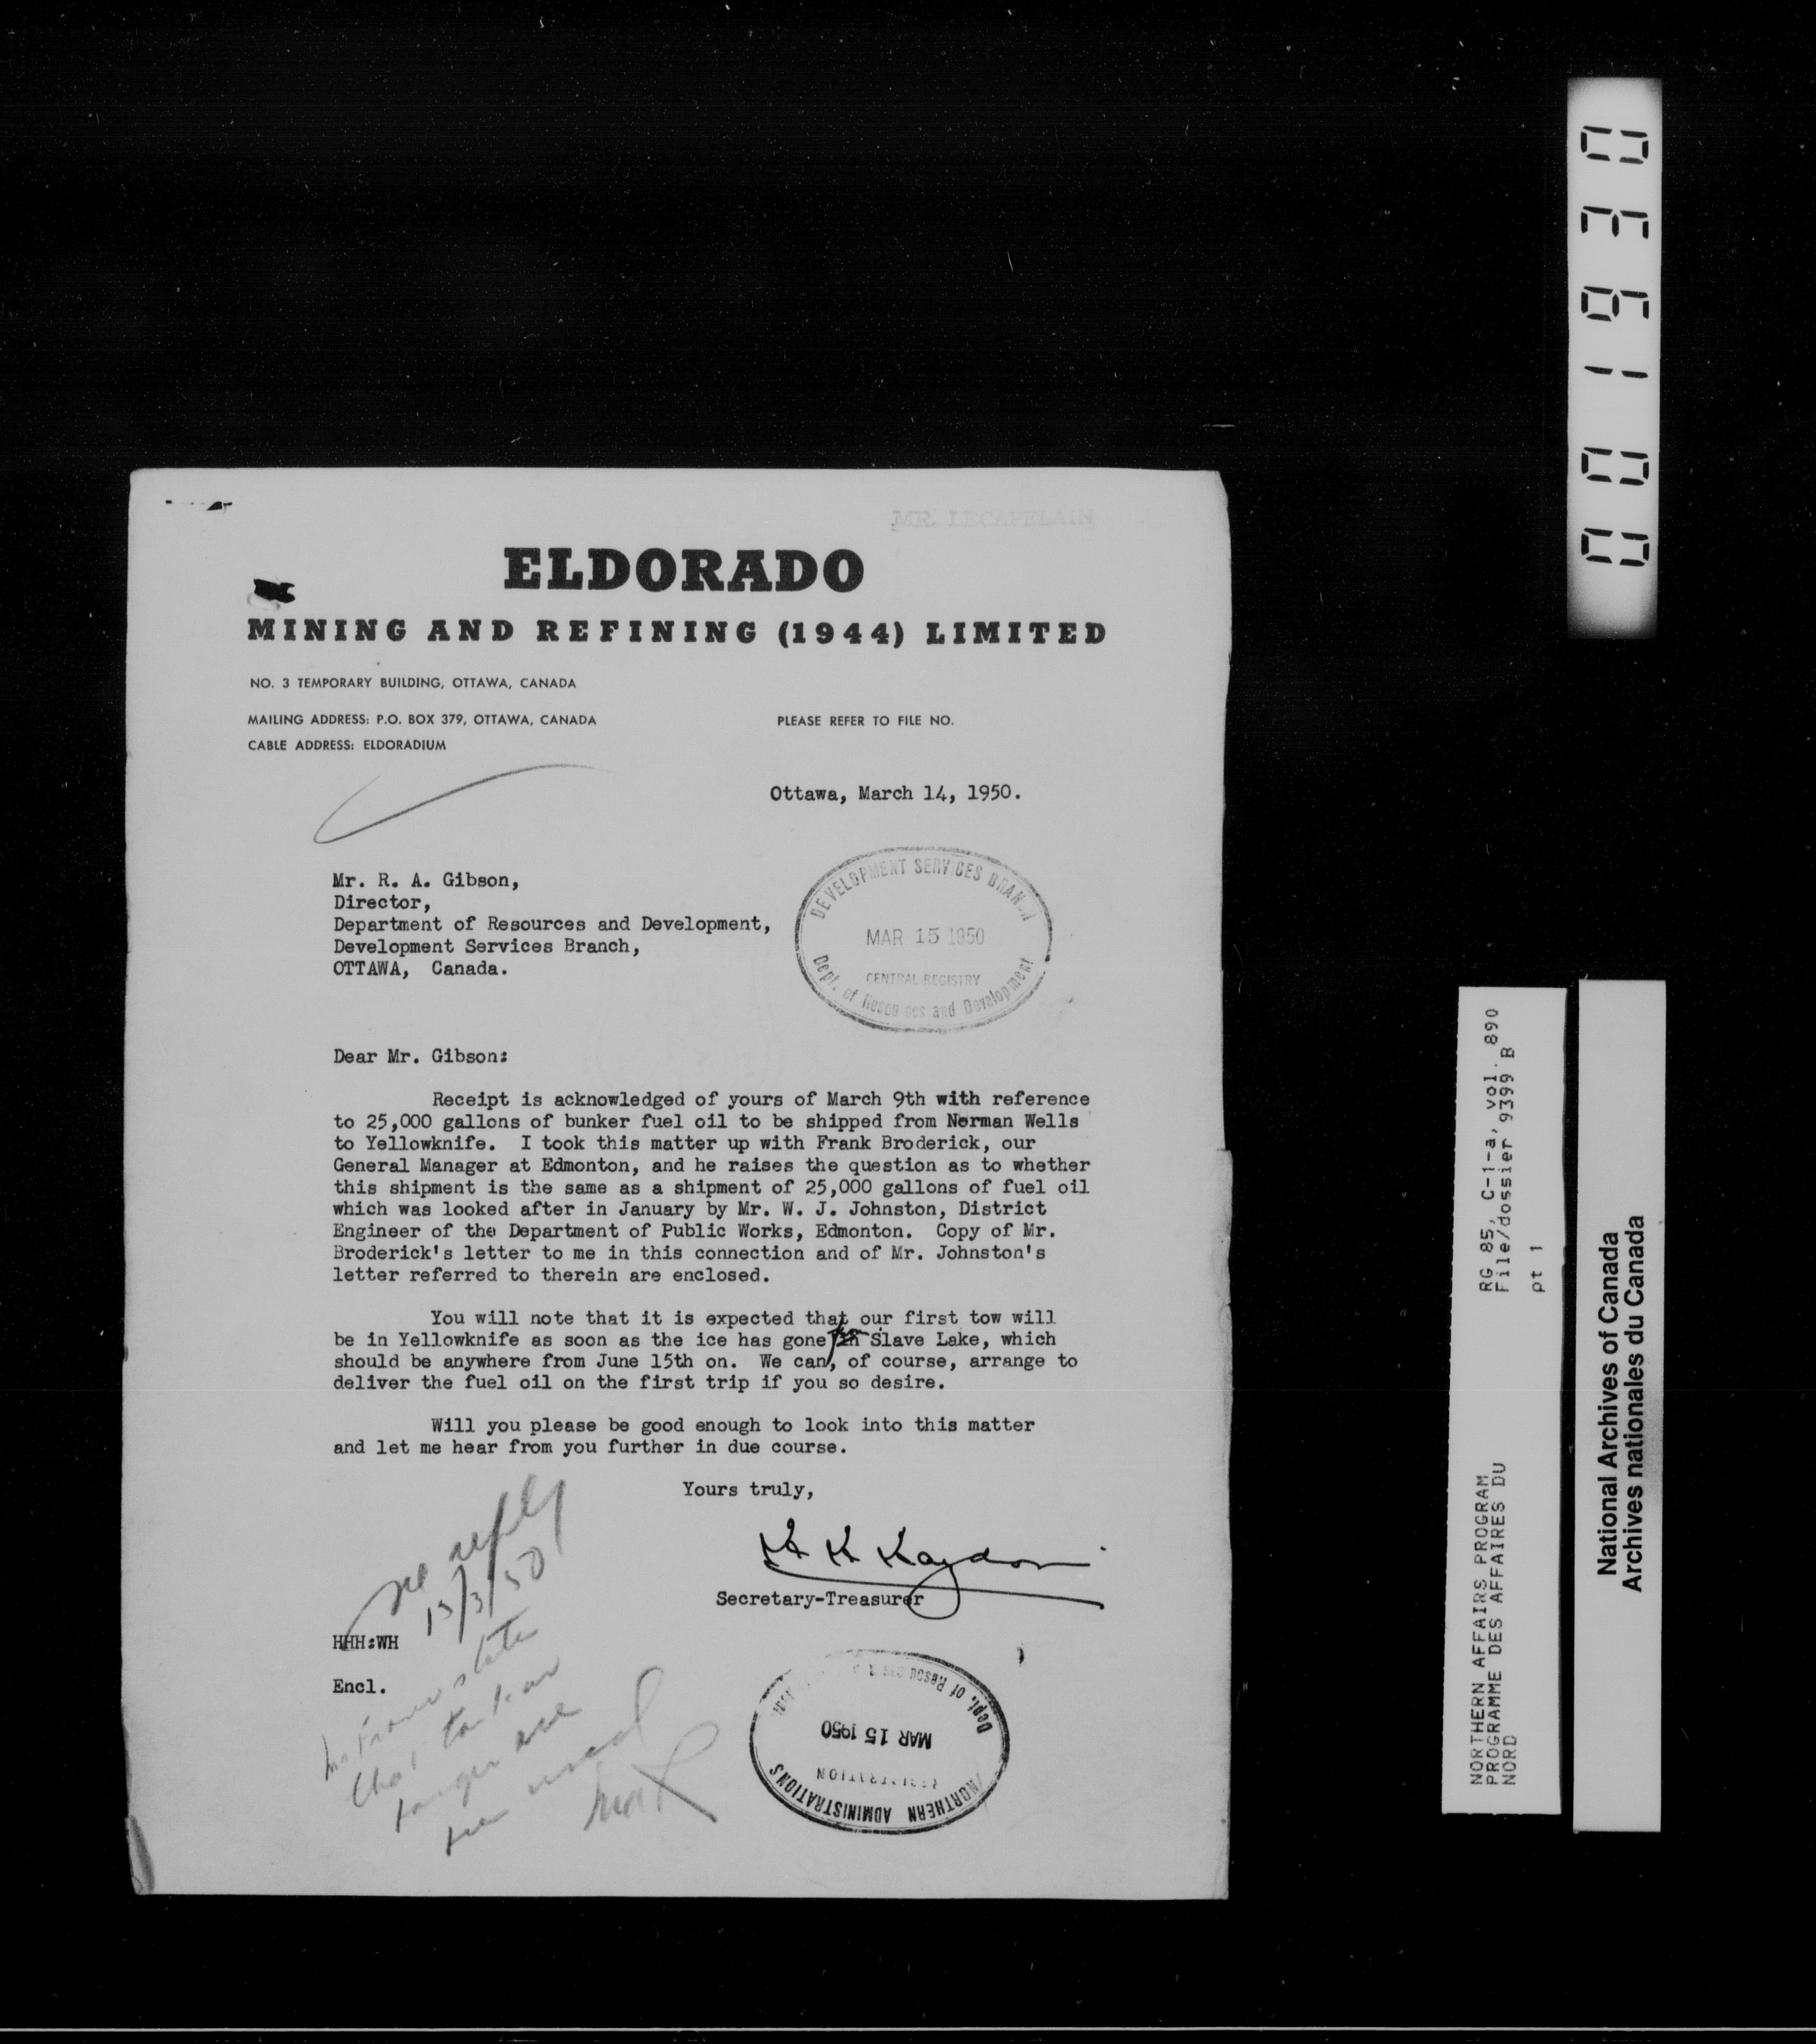 MR. LECAPELAIN
ELDORADO
MINING AND REFINING (1944) LIMITED
NO. 3 TEMPORARY BUILDING, OTTAWA, CANADA
MAILING ADDRESS: P.O. BOX 379, OTTAWA, CANADA
PLEASE REFER TO FILE NO.
CABLE ADDRESS: ELDORADIUM
Ottawa, March 14, 1950.
Mr. R. A. Gibson,
Director,
Department of Resources and Development,
Development Services Branch,
OTTAWA, Canada.
DEVELOPMENT SERVICES BRANCH
MAR 15 1950
CENTRAL REGISTRY
Dept. of Resources and Development
Dear Mr. Gibson:
Receipt is acknowledged of yours of March 9th with reference
to 25,000 gallons of bunker fuel oil to be shipped from Norman Wells
to Yellowknife. I took this matter up with Frank Broderick, our
General Manager at Edmonton, and he raises the question as to whether
this shipment is the same as a shipment of 25,000 gallons of fuel oil
which was looked after in January by Mr. W. J. Johnston, District
Engineer of the Department of Public Works, Edmonton. Copy of Mr.
Broderick's letter to me in this connection and of Mr. Johnston's
letter referred to therein are enclosed.
You will note that it is expected that our first tow will
be in Yellowknife as soon as the ice has gone Slave Lake, which
should be anywhere from June 15th on. We can, of course, arrange to
deliver the fuel oil on the first trip if you so desire.
Will you please be good enough to look into this matter
and let me hear from you further in due course.
Yours truly,
Secretary-Treasurer
reply
15/3/50
HHH:WH
Encl.
Dept. of
MAR 15 1950
NORTHERN ADMINISTRATIONS
001930
RG 85, C-1-a, vol. 890
File/dossier 9399 B
pt 1
NORTHERN AFFAIRS PROGRAM
PROGRAMME DES AFFAIRES DU
NORD
National Archives of Canada
Archives nationales du Canada